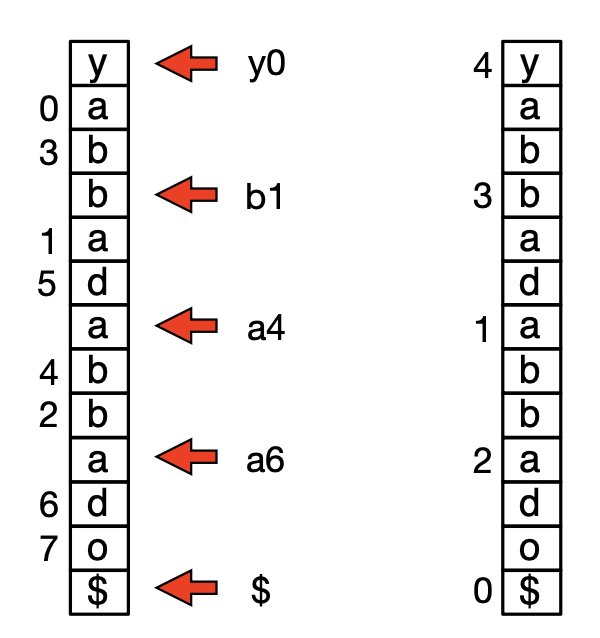 y y0 4 y
0 a a
3 b b
b b1 3 b
1 a a
5 d d
a a4 1 a
4 b b
2 b b
a a6 2 a
6 d d
7 o o
$ $ 0 $